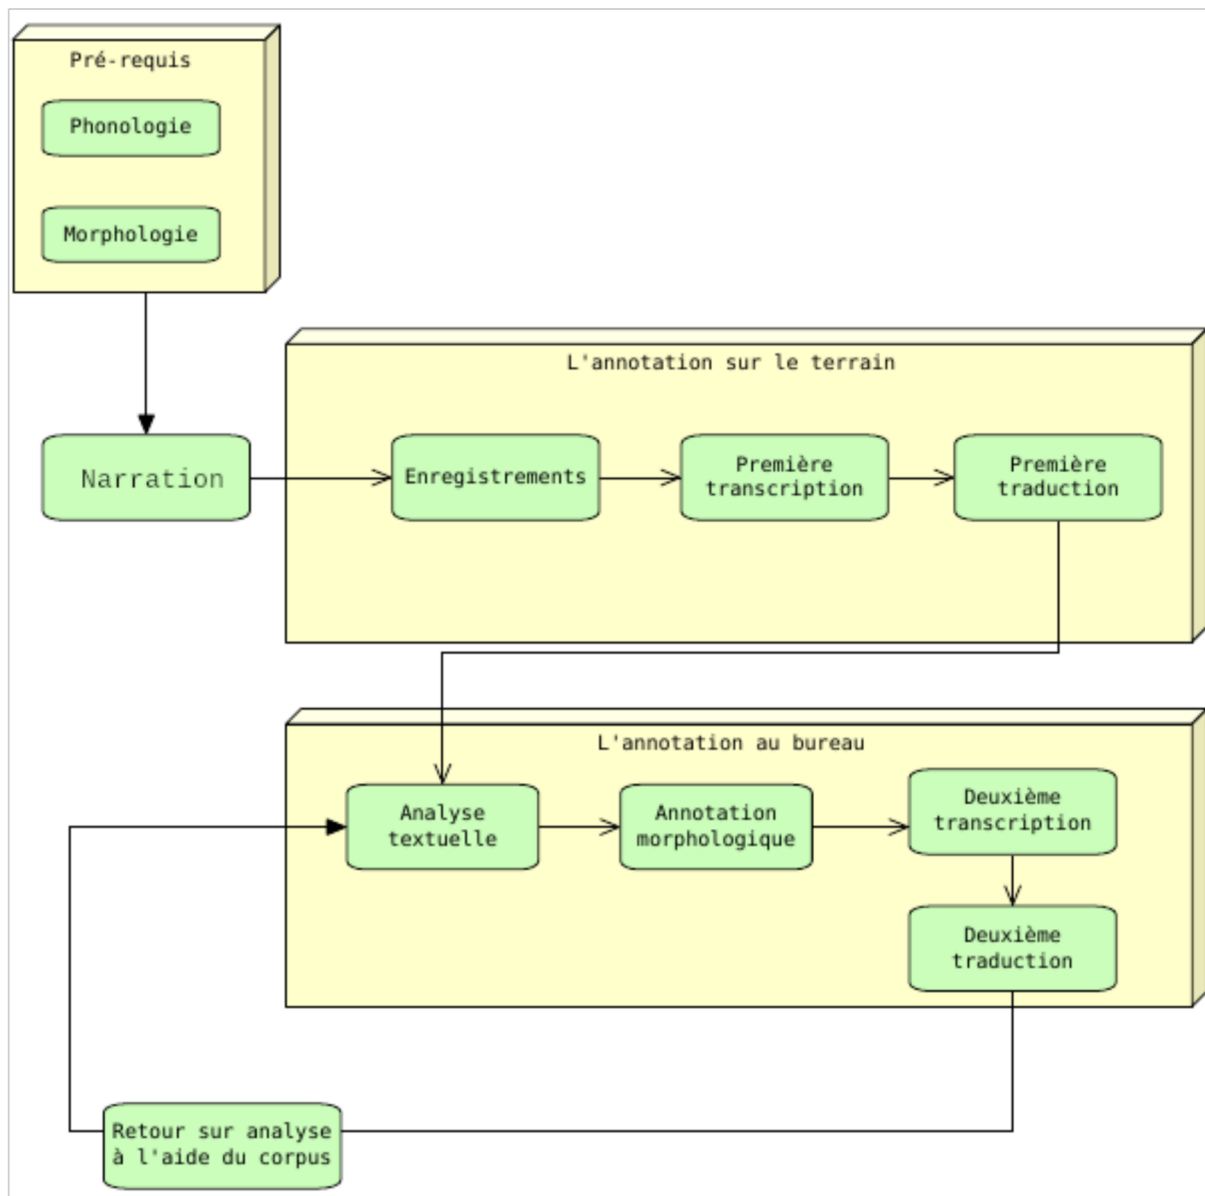 Pré-requis
Phonologie
Morphologie
L'annotation sur le terrain
Narration
Enregistrements
Première
transcription
Première
traduction
L'annotation au bureau
Analyse
textuelle
Annotation
morphologique
Deuxième
transcription
Deuxième
traduction
Retour sur analyse
à l'aide du corpus